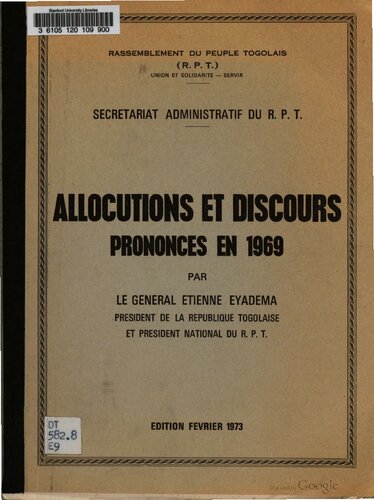 Stanford University Libraries
3 6105 120 109 900
RASSEMBLEMENT DU PEUPLE TOGOLAIS
(R. P. T.)
UNION ET SOLIDARITE — SERVIR
SECRETARIAT ADMINISTRATIF DU R. P. T.
ALLOCUTIONS ET DISCOURS
PRONONCES EN 1969
PAR
LE GENERAL ETIENNE EYADEMA
PRESIDENT DE LA REPUBLIQUE TOGOLAISE
ET PRESIDENT NATIONAL DU R. P. T.
EDITION FEVRIER 1973
DT
582.8
E9
Digitized by Google